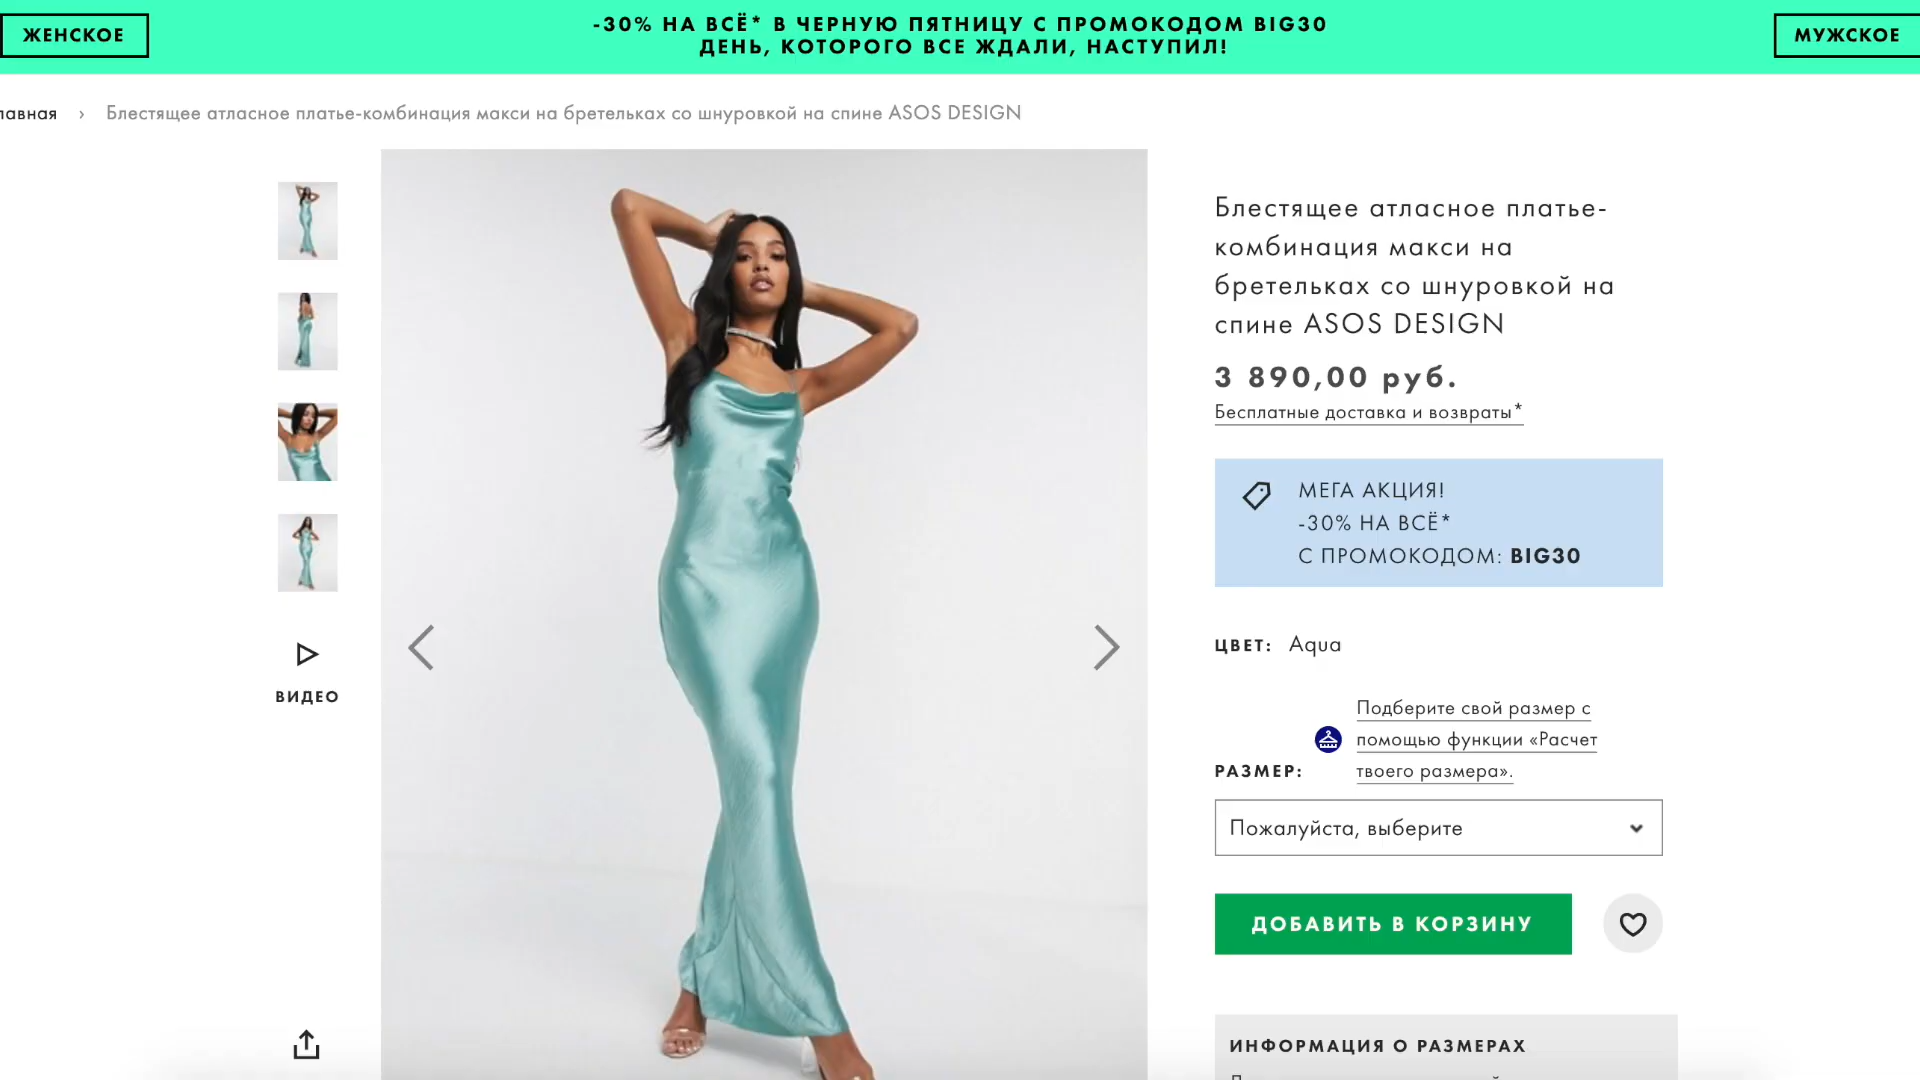 ЖЕНСКОЕ
-30% НА ВСЁ* В ЧЕРНУЮ ПЯТНИЦУ С ПРОМОКОДОМ BIG30
ДЕНЬ, КОТОРОГО ВСЕ ЖДАЛИ, НАСТУПИЛ!
МУЖСКОЕ
лавная › Блестящее атласное платье-комбинация макси на бретельках со шнуровкой на спине ASOS DESIGN
ВИДЕО
Блестящее атласное платье-
комбинация макси на
бретельках со шнуровкой на
спине ASOS DESIGN
3 890,00 руб.
Бесплатные доставка и возвраты*
МЕГА АКЦИЯ!
-30% НА ВСЁ*
С ПРОМОКОДОМ: BIG30
ЦВЕТ: Aqua
РАЗМЕР:
Подберите свой размер с
помощью функции «Расчет
твоего размера».
Пожалуйста, выберите
ДОБАВИТЬ В КОРЗИНУ
ИНФОРМАЦИЯ О РАЗМЕРАХ